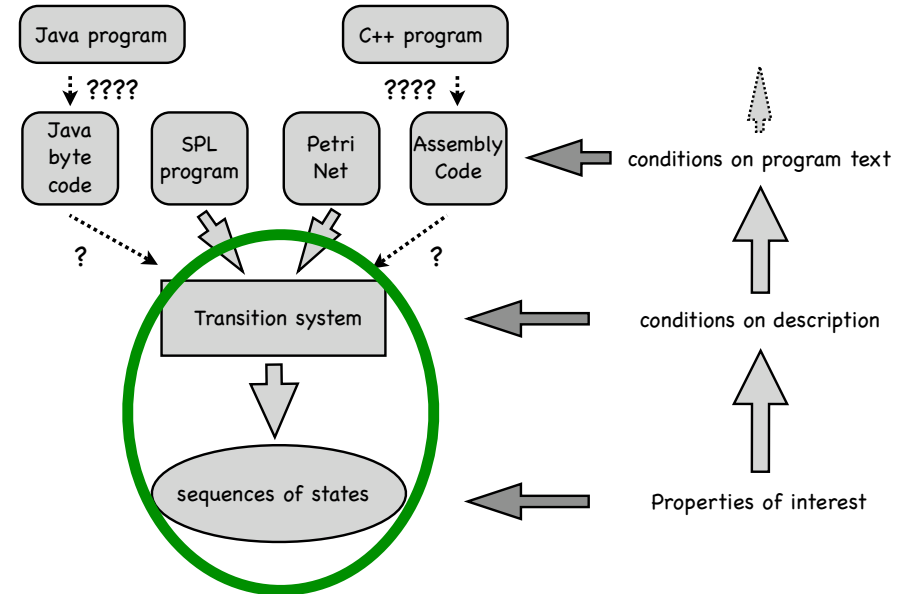 Java program
C++ program
????
????
Java
byte
code
SPL
program
Petri
Net
Assembly
Code
conditions on program text
?
?
Transition system
conditions on description
sequences of states
Properties of interest